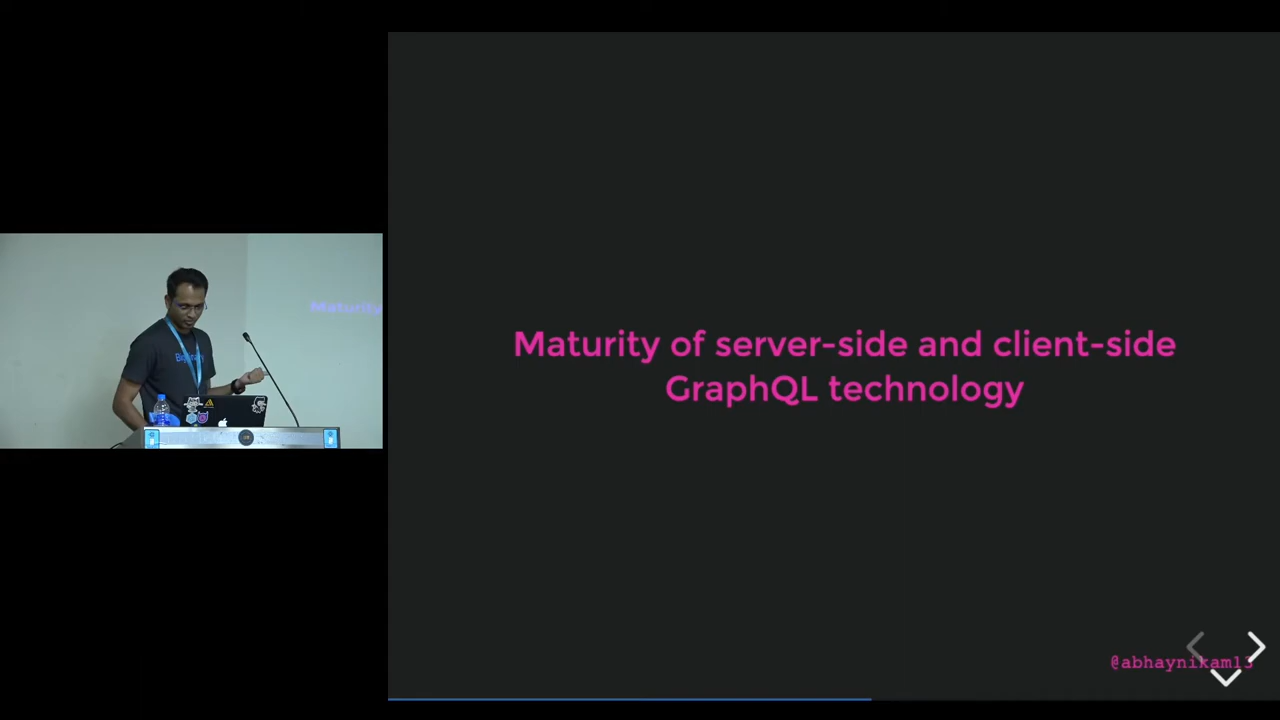 Maturity of server-side and client-side
GraphQL technology
@abhaynikam13